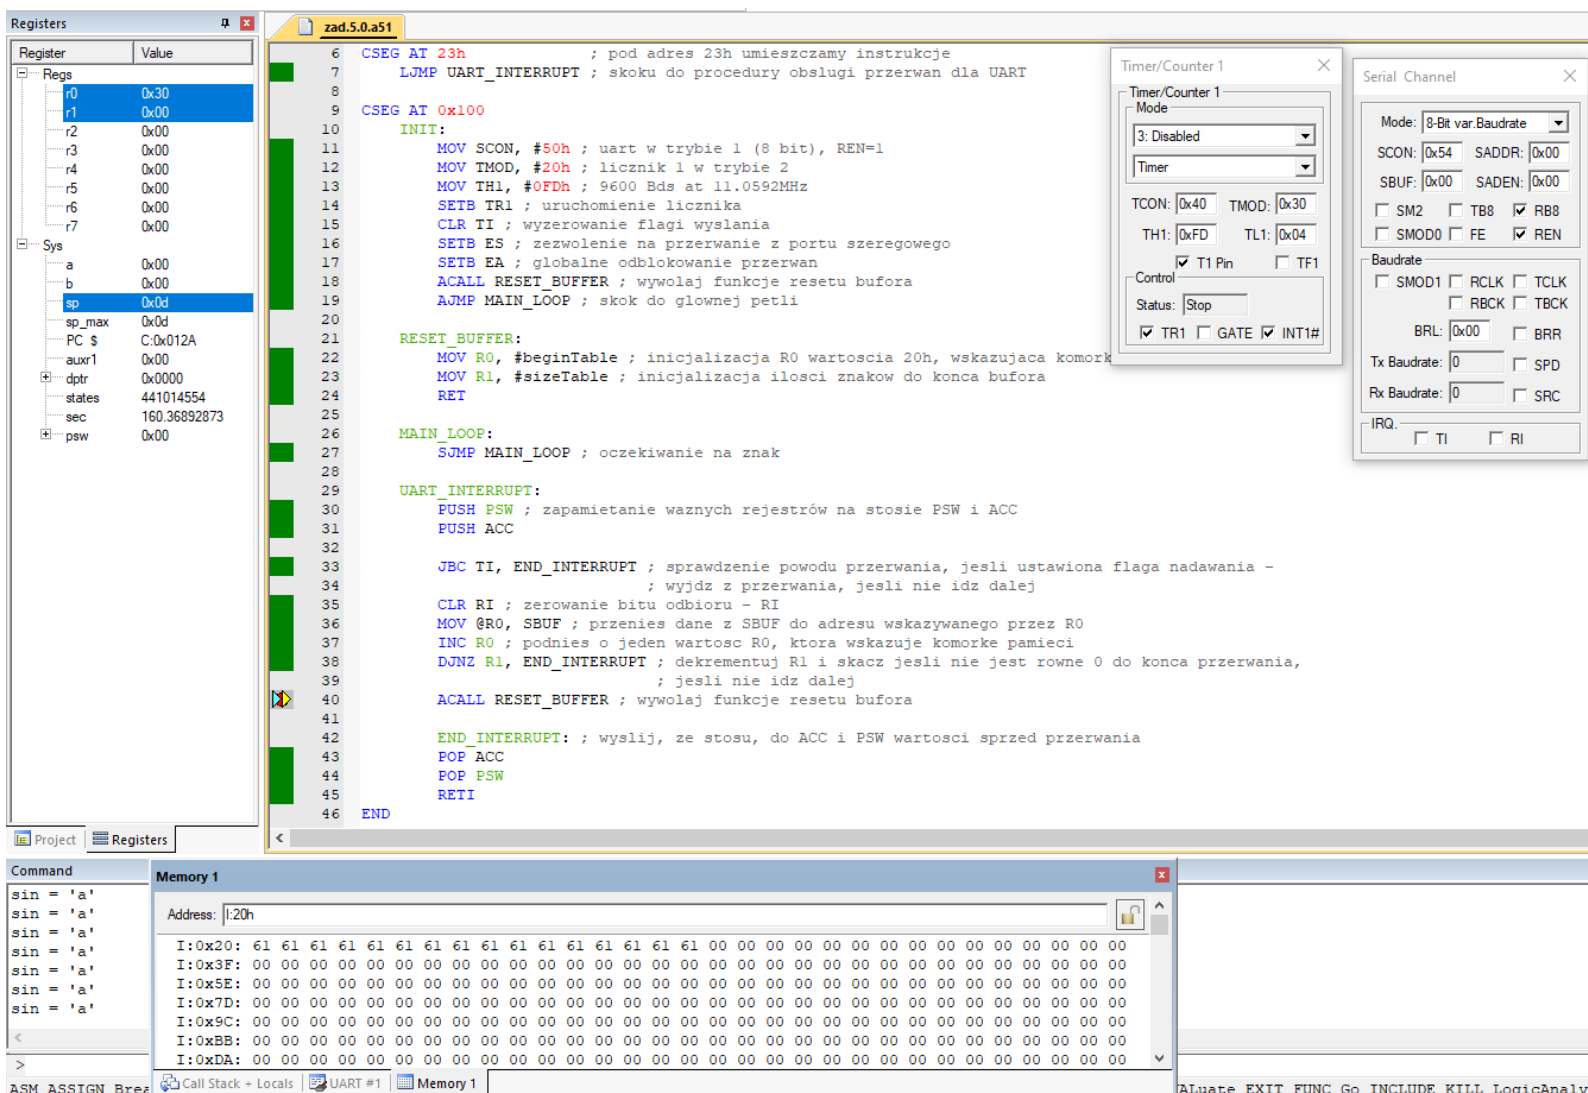 Registers
Register Value
Regs
r0 0x30
r1 0x00
r2 0x00
r3 0x00
r4 0x00
r5 0x00
r6 0x00
r7 0x00
Sys
a 0x00
b 0x00
sp 0x0d
sp_max 0x0d
PC $ C:0x012A
auxr1 0x00
dptr 0x0000
states 441014554
sec 160.36892873
psw 0x00
Project Registers
zad.5.0.a51
6 CSEG AT 23h ; pod adres 23h umieszczamy instrukcje
7 LJMP UART_INTERRUPT ; skoku do procedury obslugi przerwan dla UART
8
9 CSEG AT 0x100
10 INIT:
11 MOV SCON, #50h ; uart w trybie 1 (8 bit), REN=1
12 MOV TMOD, #20h ; licznik 1 w trybie 2
13 MOV TH1, #0FDh ; 9600 Bds at 11.0592MHz
14 SETB TR1 ; uruchomienie licznika
15 CLR TI ; wyzerowanie flagi wyslania
16 SETB ES ; zezwolenie na przerwanie z portu szeregowego
17 SETB EA ; globalne odblokowanie przerwan
18 ACALL RESET_BUFFER ; wywolaj funkcje resetu bufora
19 AJMP MAIN_LOOP ; skok do glownej petli
20
21 RESET_BUFFER:
22 MOV R0, #beginTable ; inicjalizacja R0 wartoscia 20h, wskazujaca komork
23 MOV R1, #sizeTable ; inicjalizacja ilosci znakow do konca bufora
24 RET
25
26 MAIN_LOOP:
27 SJMP MAIN_LOOP ; oczekiwanie na znak
28
29 UART_INTERRUPT:
30 PUSH PSW ; zapamietanie waznych rejestrów na stosie PSW i ACC
31 PUSH ACC
32
33 JBC TI, END_INTERRUPT ; sprawdzenie powodu przerwania, jesli ustawiona flaga nadawania -
34 ; wyjdz z przerwania, jesli nie idz dalej
35 CLR RI ; zerowanie bitu odbioru - RI
36 MOV @R0, SBUF ; przenies dane z SBUF do adresu wskazywanego przez R0
37 INC R0 ; podnies o jeden wartosc R0, ktora wskazuje komorke pamieci
38 DJNZ R1, END_INTERRUPT ; dekrementuj R1 i skacz jesli nie jest rowne 0 do konca przerwania,
39 ; jesli nie idz dalej
40 ACALL RESET_BUFFER ; wywolaj funkcje resetu bufora
41
42 END_INTERRUPT: ; wyslij, ze stosu, do ACC i PSW wartosci sprzed przerwania
43 POP ACC
44 POP PSW
45 RETI
46 END
Timer/Counter 1
Timer/Counter 1
Mode
3: Disabled
Timer
TCON: 0x40 TMOD: 0x30
TH1: 0xFD TL1: 0x04
T1 Pin TF1
Control
Status: Stop
TR1 GATE INT1#
Serial Channel
Mode: 8-Bit var.Baudrate
SCON: 0x54 SADDR: 0x00
SBUF: 0x00 SADEN: 0x00
SM2 TB8 RB8
SMOD0 FE REN
Baudrate
SMOD1 RCLK TCLK
RBCK TBCK
BRL: 0x00 BRR
Tx Baudrate: 0 SPD
Rx Baudrate: 0 SRC
IRQ.
TI RI
Command
sin = 'a'
sin = 'a'
sin = 'a'
sin = 'a'
sin = 'a'
sin = 'a'
sin = 'a'
>
ASM ASSIGN Brea
Memory 1
Address: I:20h
I:0x20: 61 61 61 61 61 61 61 61 61 61 61 61 61 61 61 61 00 00 00 00 00 00 00 00 00 00 00 00 00 00 00
I:0x3F: 00 00 00 00 00 00 00 00 00 00 00 00 00 00 00 00 00 00 00 00 00 00 00 00 00 00 00 00 00 00 00
I:0x5E: 00 00 00 00 00 00 00 00 00 00 00 00 00 00 00 00 00 00 00 00 00 00 00 00 00 00 00 00 00 00 00
I:0x7D: 00 00 00 00 00 00 00 00 00 00 00 00 00 00 00 00 00 00 00 00 00 00 00 00 00 00 00 00 00 00 00
I:0x9C: 00 00 00 00 00 00 00 00 00 00 00 00 00 00 00 00 00 00 00 00 00 00 00 00 00 00 00 00 00 00 00
I:0xBB: 00 00 00 00 00 00 00 00 00 00 00 00 00 00 00 00 00 00 00 00 00 00 00 00 00 00 00 00 00 00 00
I:0xDA: 00 00 00 00 00 00 00 00 00 00 00 00 00 00 00 00 00 00 00 00 00 00 00 00 00 00 00 00 00 00 00
Call Stack + Locals UART #1 Memory 1
ALuate EXIT FUNC Go INCLUDE KILL LogicAnaly